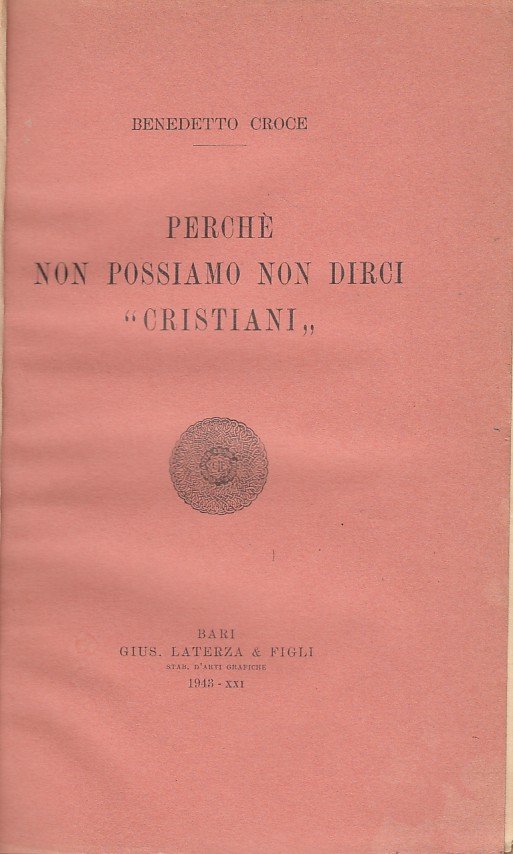 BENEDETTO CROCE
PERCHÈ
NON POSSIAMO NON DIRCI
“CRISTIANI„
BARI
GIUS. LATERZA & FIGLI
STAB. D'ARTI GRAFICHE
1943 - XXI